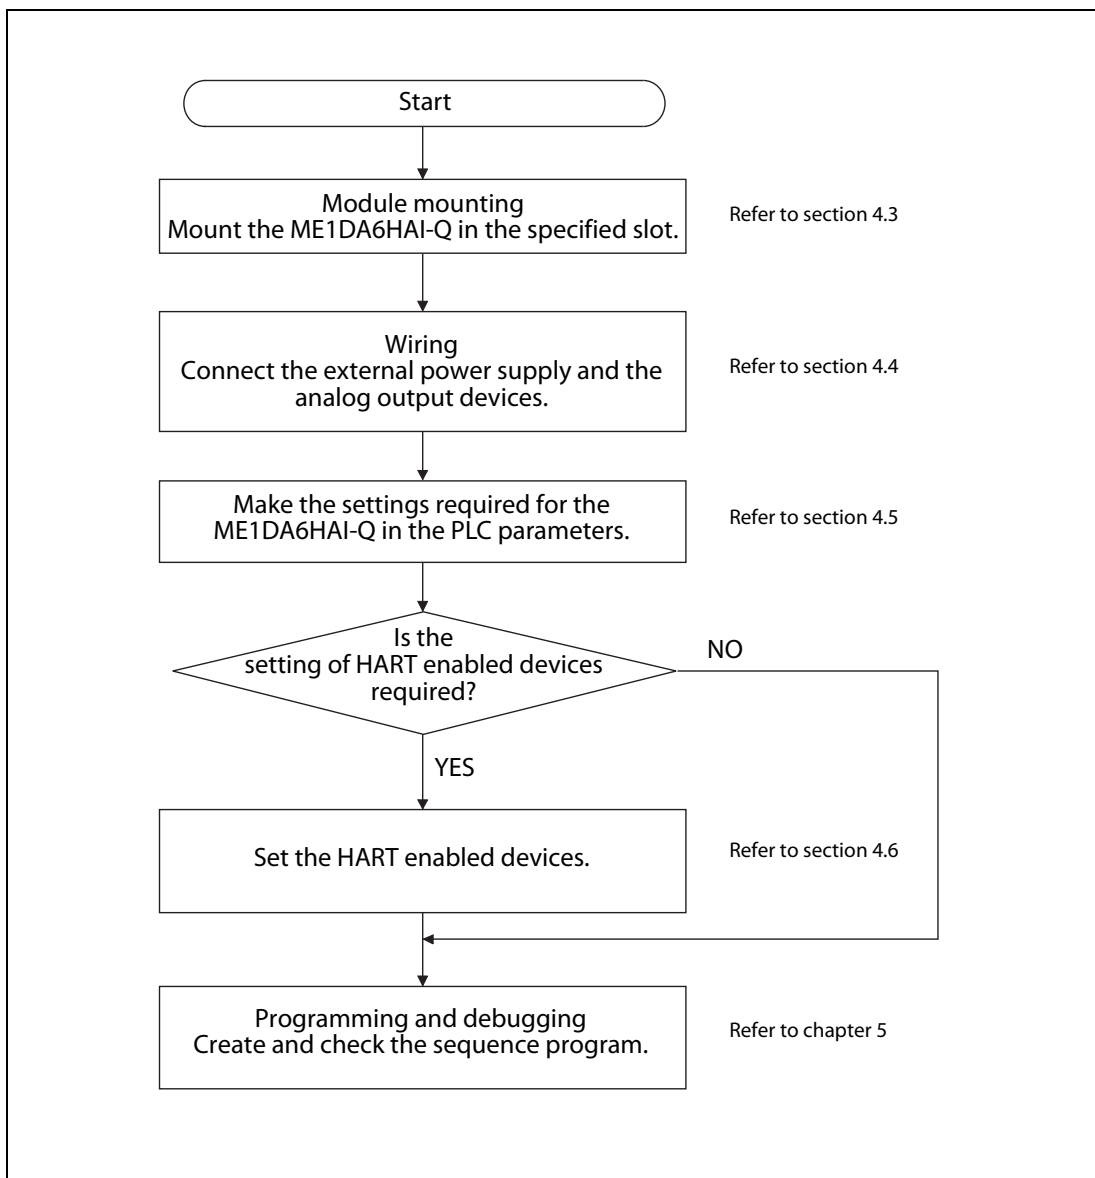 Start
Module mounting
Mount the ME1DA6HAI-Q in the specified slot.
Refer to section 4.3
Wiring
Connect the external power supply and the
analog output devices.
Refer to section 4.4
Make the settings required for the
ME1DA6HAI-Q in the PLC parameters.
Refer to section 4.5
Is the
setting of HART enabled devices
required?
NO
YES
Set the HART enabled devices.
Refer to section 4.6
Programming and debugging
Create and check the sequence program.
Refer to chapter 5